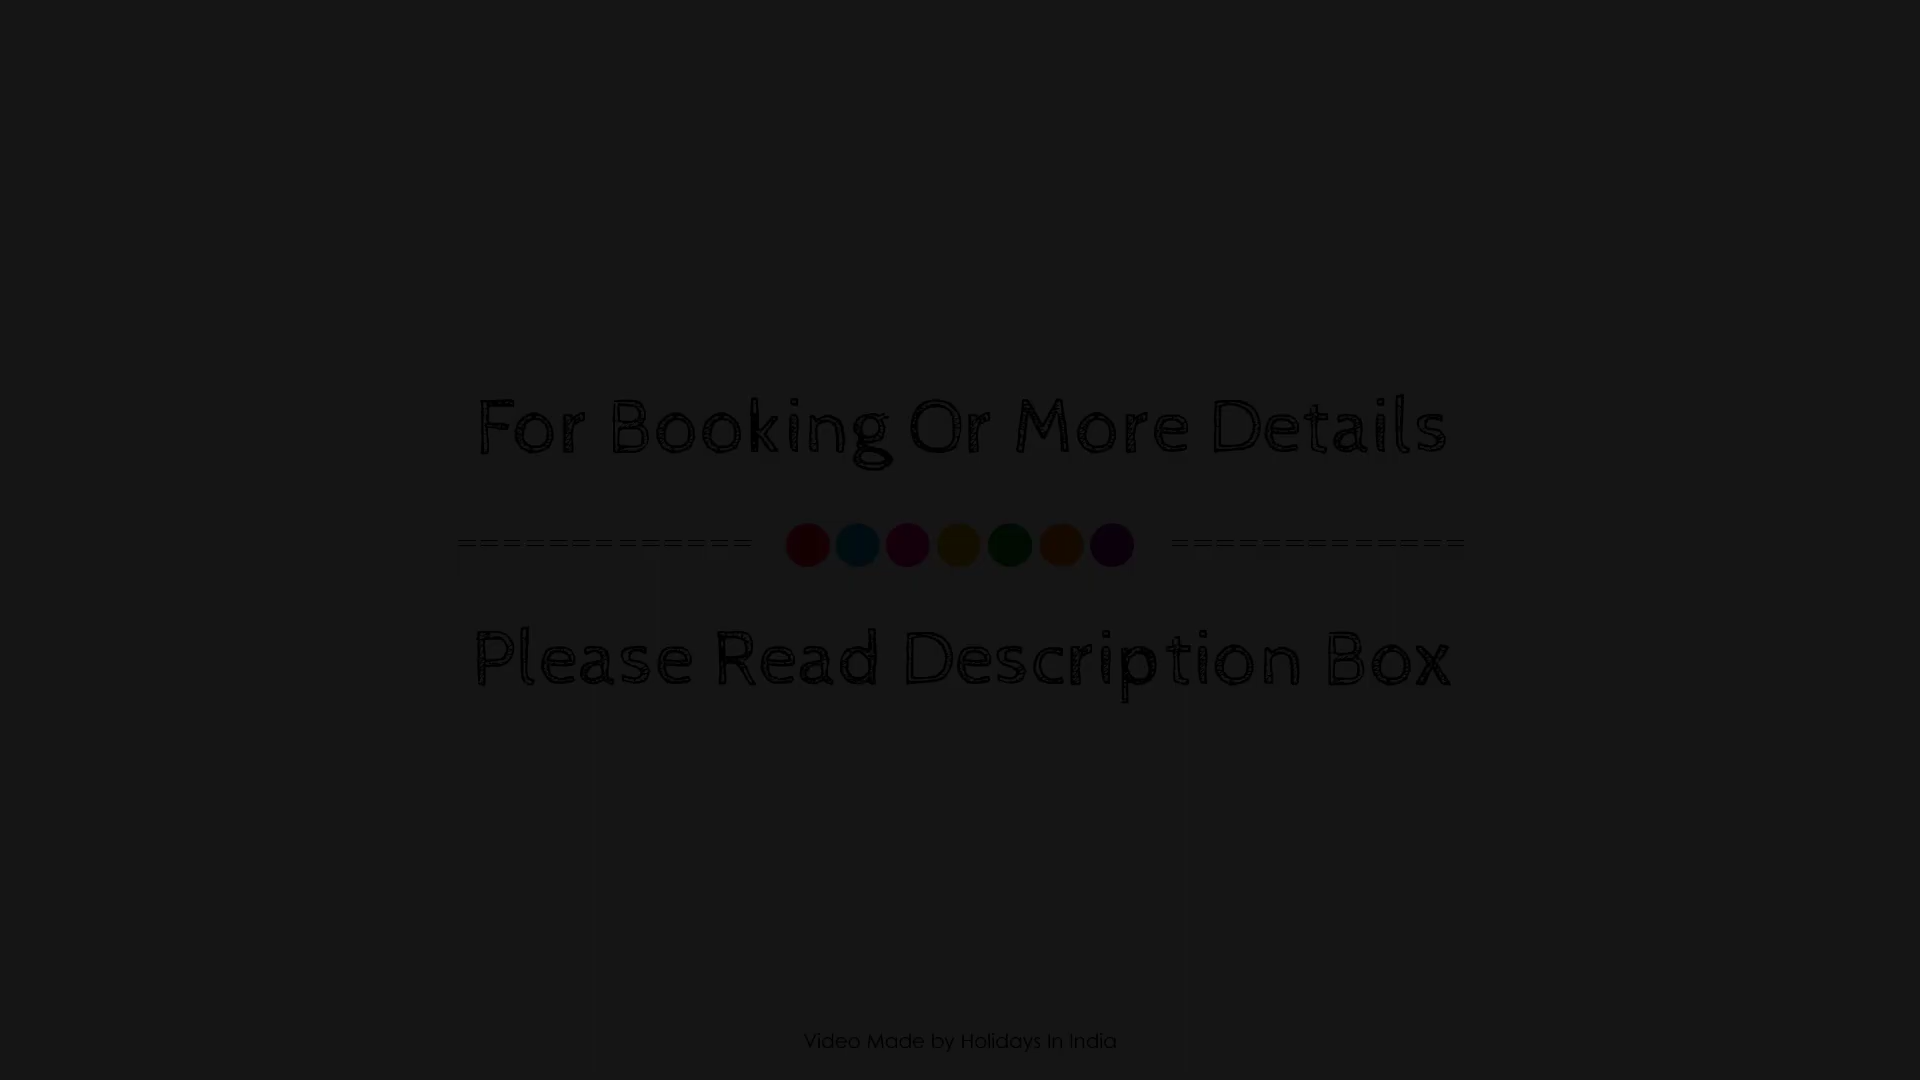 For Booking Or More Details
============= =============
Please Read Description Box
Video Made by Holidays In India